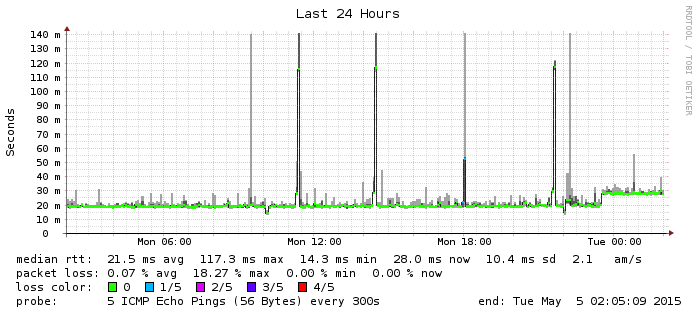 Last 24 Hours
RRDTOOL / TOBI OETIKER
Seconds
140 m
130 m
120 m
110 m
100 m
90 m
80 m
70 m
60 m
50 m
40 m
30 m
20 m
10 m
0
Mon 06:00 Mon 12:00 Mon 18:00 Tue 00:00
median rtt: 21.5 ms avg 117.3 ms max 14.3 ms min 28.0 ms now 10.4 ms sd 2.1 am/s
packet loss: 0.07 % avg 18.27 % max 0.00 % min 0.00 % now
loss color: 0 1/5 2/5 3/5 4/5
probe: 5 ICMP Echo Pings (56 Bytes) every 300s end: Tue May 5 02:05:09 2015